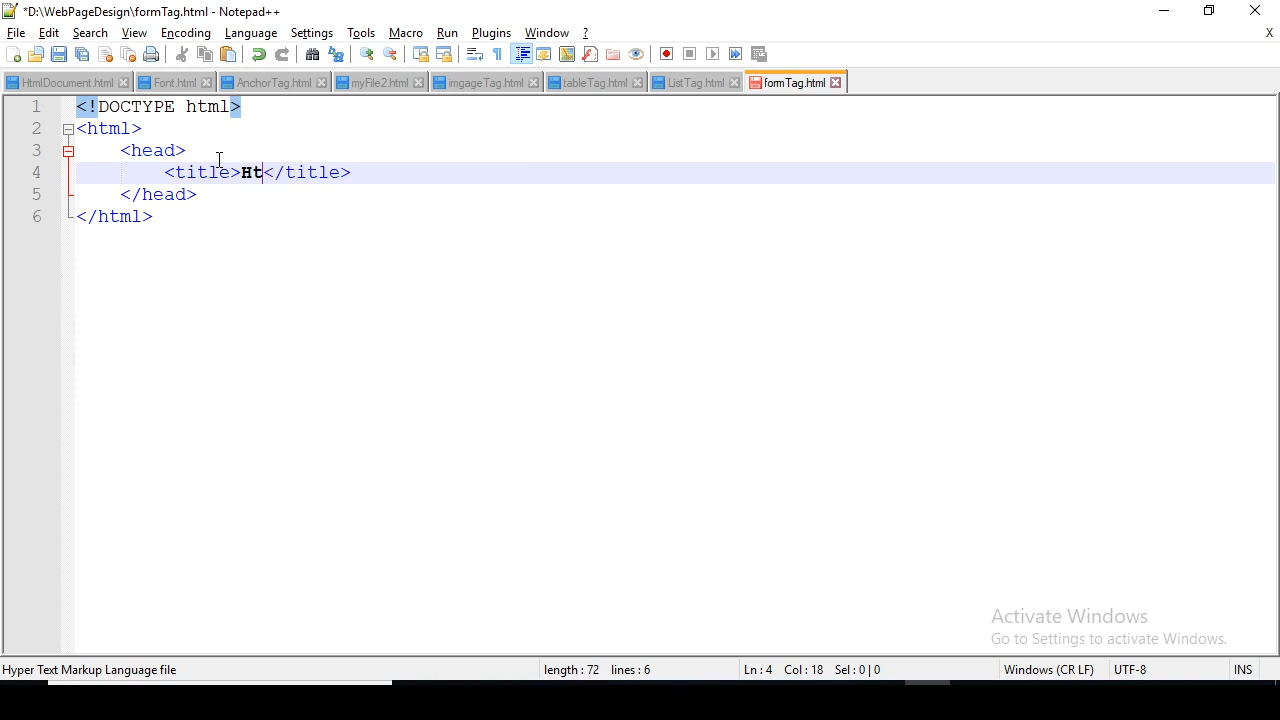 *D:\WebPageDesign\formTag.html - Notepad++
File Edit Search View Encoding Language Settings Tools Macro Run Plugins Window ? X
HtmlDocument.html Font.html AnchorTag.html myFile2.html imgageTag.html tableTag.html ListTag.html formTag.html
1 <!DOCTYPE html>
2 <html>
3 <head>
4 <title>Ht</title>
5 </head>
6 </html>
Activate Windows
Go to Settings to activate Windows.
Hyper Text Markup Language file length : 72 lines : 6 Ln : 4 Col : 18 Sel : 0 | 0 Windows (CR LF) UTF-8 INS